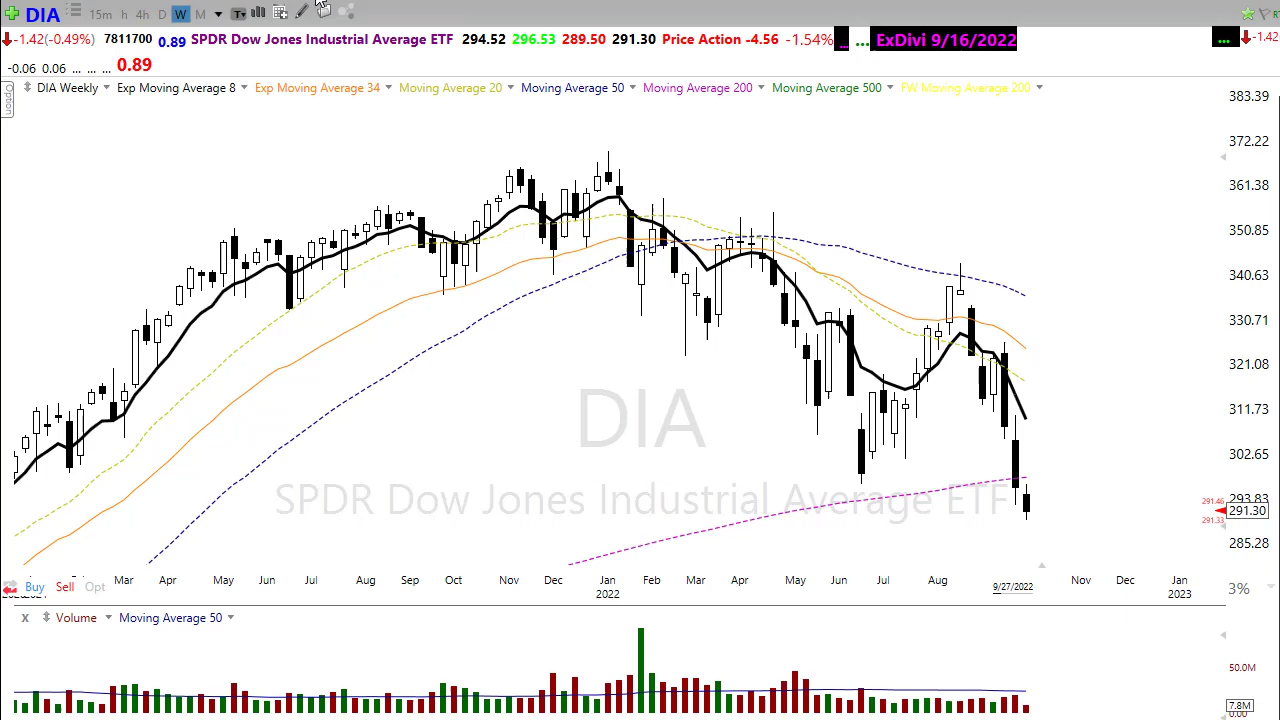 DIA 15m h 4h D W M T
-1.42(-0.49%) 7811700 0.89 SPDR Dow Jones Industrial Average ETF 294.52 296.53 289.50 291.30 Price Action -4.56 -1.54% ... ... ExDivi 9/16/2022 ... -1.42
-0.06 0.06 ... ... ... 0.89
Option
DIA Weekly Exp Moving Average 8 Exp Moving Average 34 Moving Average 20 Moving Average 50 Moving Average 200 Moving Average 500 FW Moving Average 200
383.39
372.22
361.38
350.85
340.63
330.71
321.08
311.73
302.65
293.83
291.46
291.30
291.33
285.28
DIA
SPDR Dow Jones Industrial Average ETF
Mar Apr May Jun Jul Aug Sep Oct Nov Dec Jan Feb Mar Apr May Jun Jul Aug 9/27/2022 Nov Dec Jan
Buy Sell Opt 2022 2023 3%
X Volume Moving Average 50
50.0M
7.8M
0.00